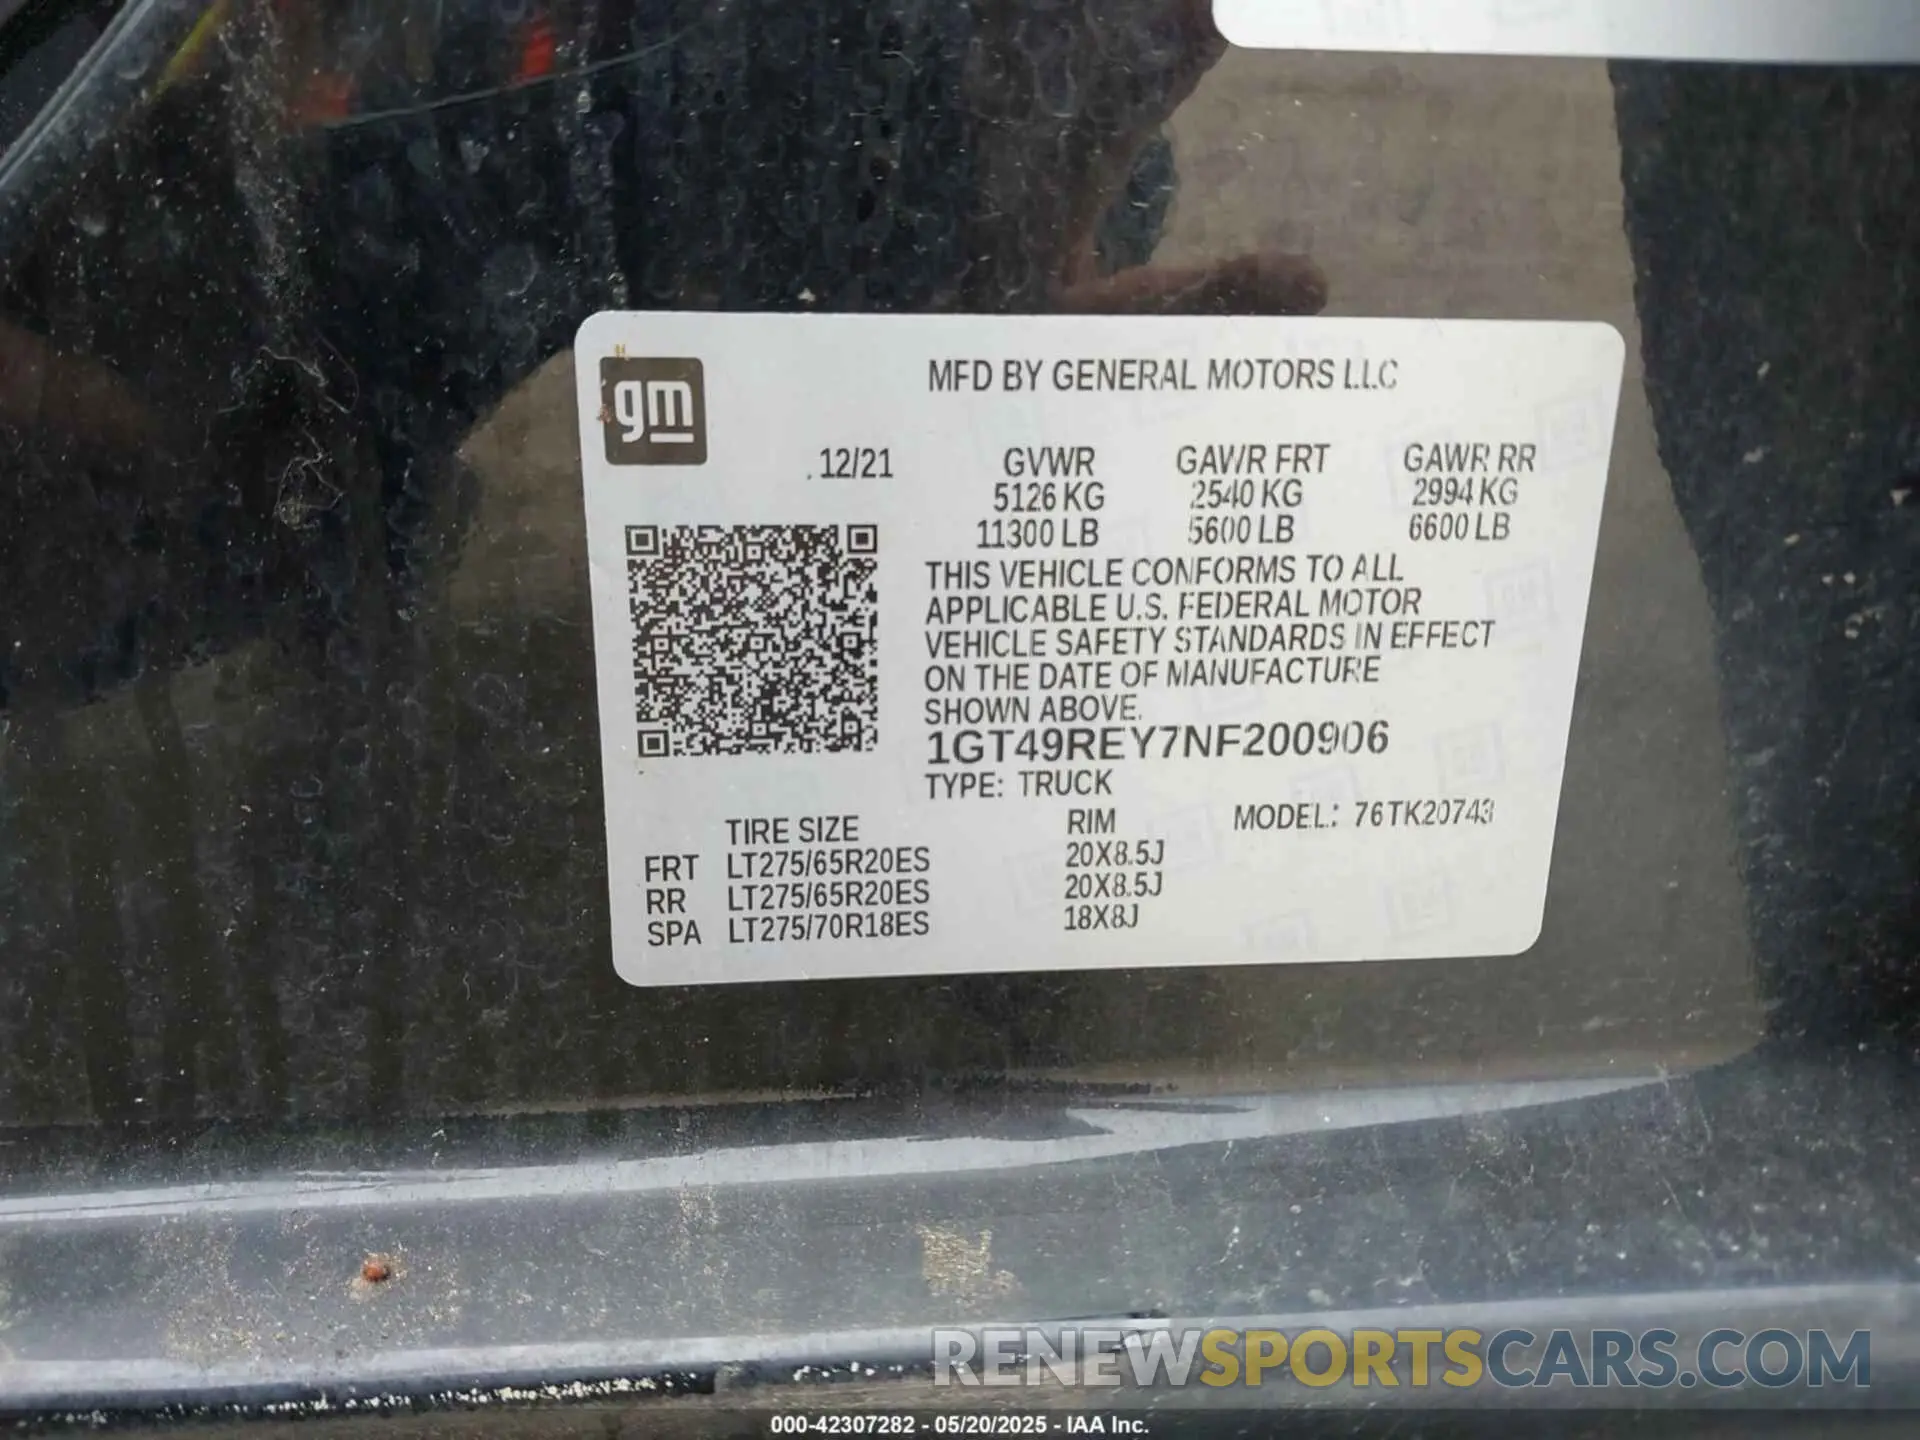 gm
MFD BY GENERAL MOTORS LLC
12/21 GVWR GAWR FRT GAWR RR
5126 KG 2540 KG 2994 KG
11300 LB 5600 LB 6600 LB
THIS VEHICLE CONFORMS TO ALL
APPLICABLE U.S. FEDERAL MOTOR
VEHICLE SAFETY STANDARDS IN EFFECT
ON THE DATE OF MANUFACTURE
SHOWN ABOVE.
1GT49REY7NF200906
TYPE: TRUCK
TIRE SIZE RIM MODEL: 76TK20743
FRT LT275/65R20ES 20X8.5J
RR LT275/65R20ES 20X8.5J
SPA LT275/70R18ES 18X8J
RENEWSPORTSCARS.COM
000-42307282 - 05/20/2025 - IAA Inc.